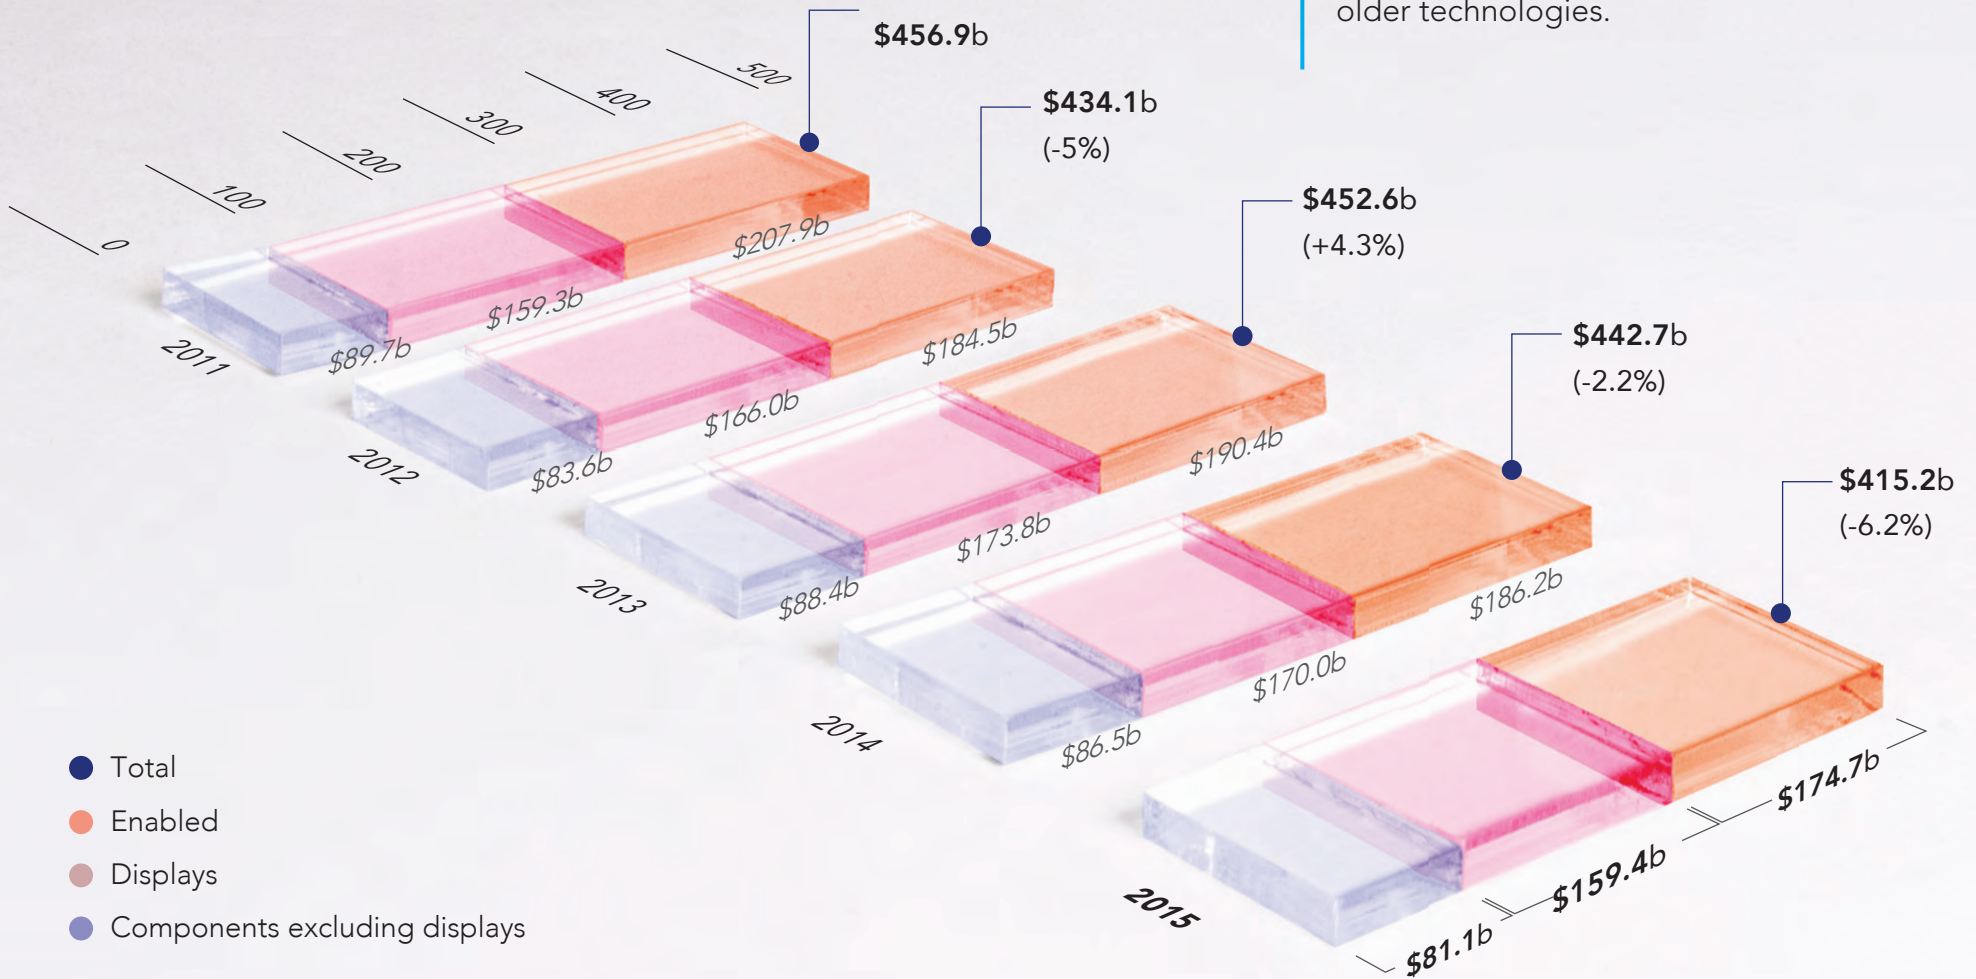 older technologies.
$456.9b
$434.1b
(-5%)
$452.6b
(+4.3%)
$442.7b
(-2.2%)
$415.2b
(-6.2%)
500
400
300
200
100
0
2011
$89.7b
$159.3b
$207.9b
2012
$83.6b
$166.0b
$184.5b
2013
$88.4b
$173.8b
$190.4b
2014
$86.5b
$170.0b
$186.2b
2015
$81.1b
$159.4b
$174.7b
Total
Enabled
Displays
Components excluding displays